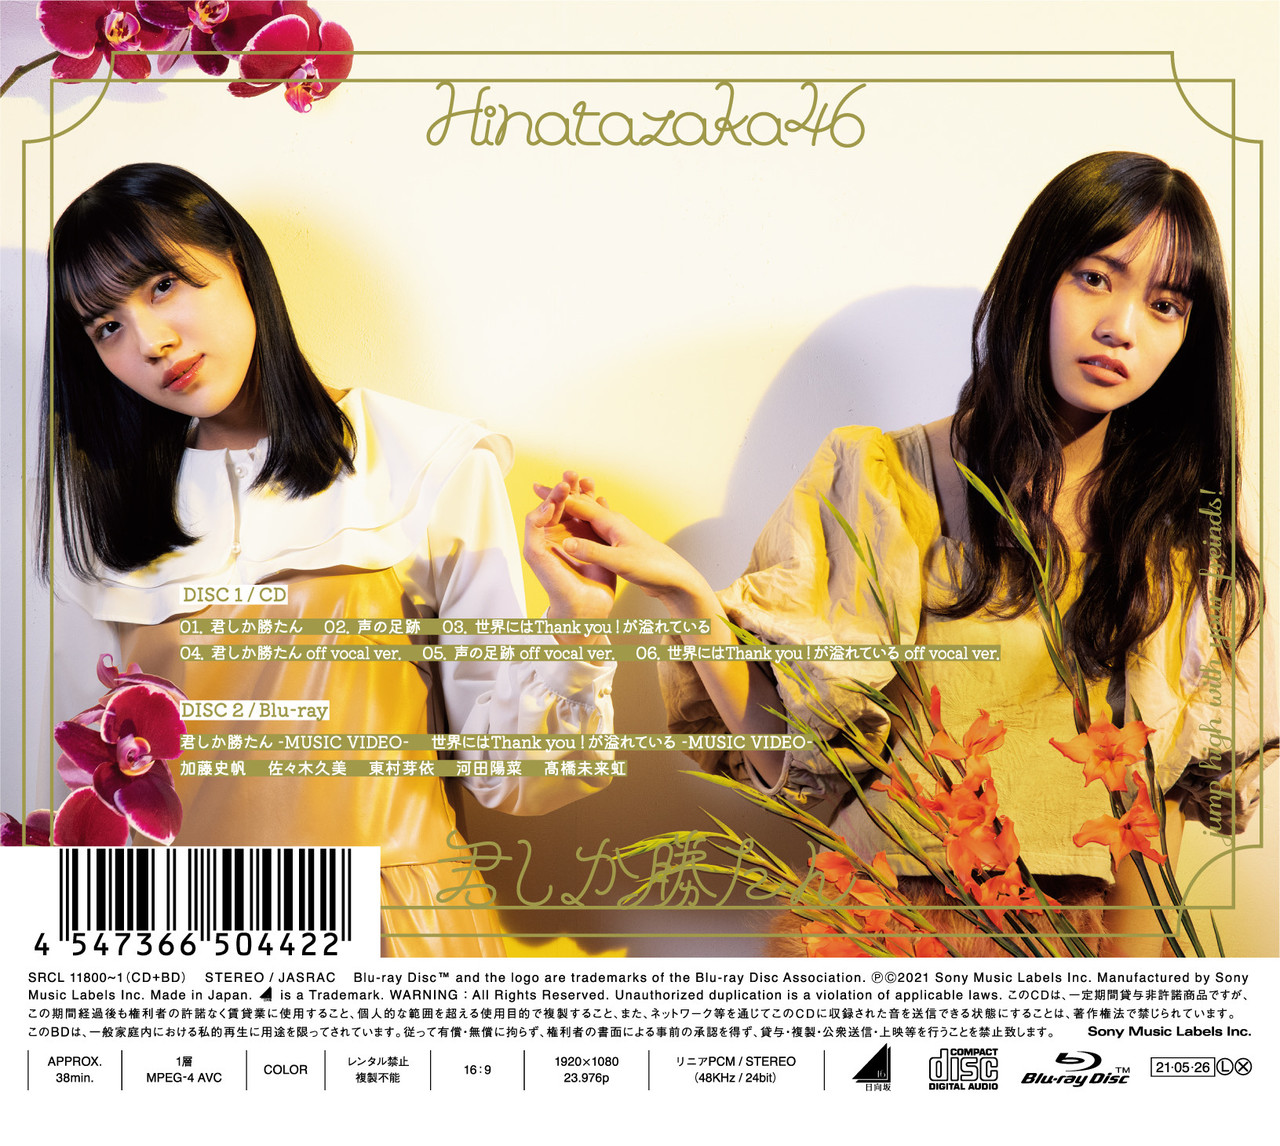 Hinatazaka46
DISC 1 / CD
01. 君しか勝たん 02. 声の足跡 03. 世界にはThank you ! が溢れている
04. 君しか勝たん off vocal ver. 05. 声の足跡 off vocal ver. 06. 世界にはThank you ! が溢れている off vocal ver.
DISC 2 / Blu-ray
君しか勝たん -MUSIC VIDEO- 世界にはThank you ! が溢れている -MUSIC VIDEO-
加藤史帆 佐々木久美 東村芽依 河田陽菜 髙橋未来虹
jump high with your freinds!
君しか勝たん
4 547366 504422
SRCL 11800~1 (CD+BD) STEREO / JASRAC Blu-ray Disc™ and the logo are trademarks of the Blu-ray Disc Association. ℗©2021 Sony Music Labels Inc. Manufactured by Sony
Music Labels Inc. Made in Japan. is a Trademark. WARNING : All Rights Reserved. Unauthorized duplication is a violation of applicable laws. このCDは、一定期間貸与非許諾商品ですが、
この期間経過後も権利者の許諾なく賃貸業に使用すること、個人的な範囲を超える使用目的で複製すること、また、ネットワーク等を通じてこのCDに収録された音を送信できる状態にすることは、著作権法で禁じられています。
このBDは、一般家庭内における私的再生に用途を限ってされています。従って有償・無償に拘らず、権利者の書面による事前の承認を得ず、貸与・複製・公衆送信・上映等を行うことを禁止致します。 Sony Music Labels Inc.
APPROX. 38min.
1層 MPEG-4 AVC
COLOR
レンタル禁止 複製不能
16 : 9
1920×1080 23.976p
リニアPCM / STEREO (48KHz / 24bit)
46 日向坂
COMPACT disc DIGITAL AUDIO
Blu-ray Disc™
21·05·26 Ⓛ Ⓧ